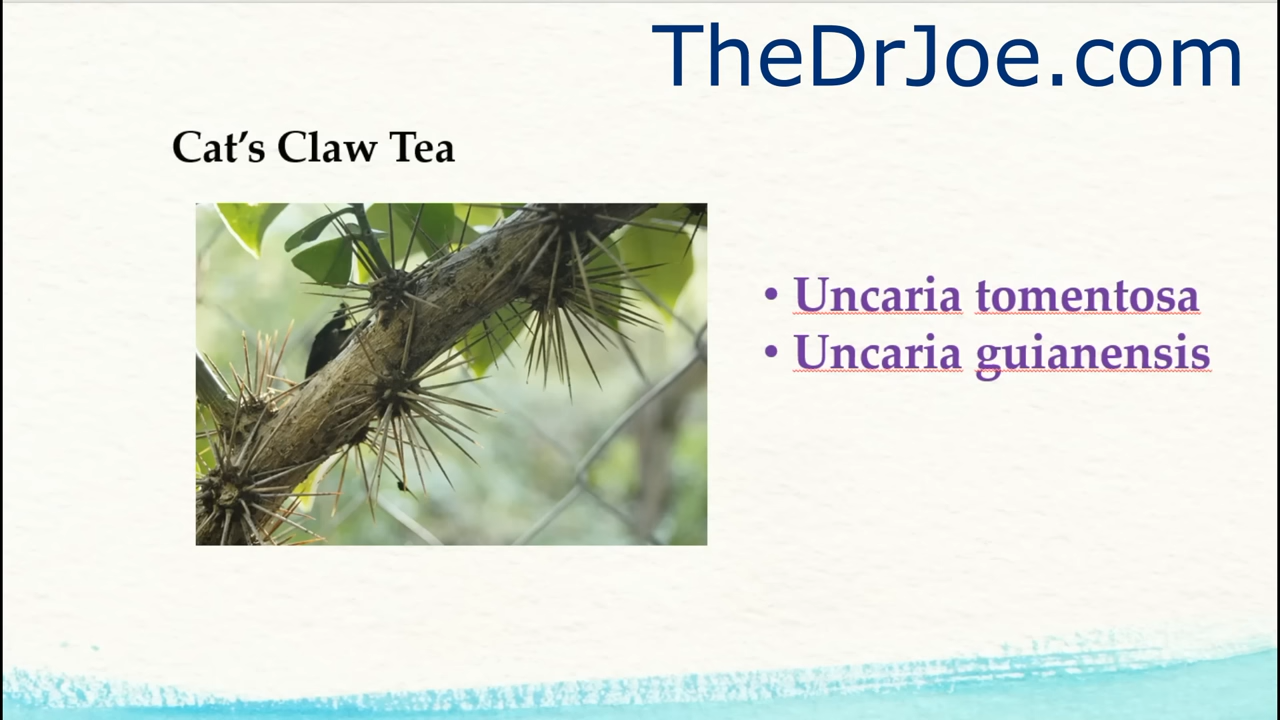 TheDrJoe.com
Cat’s Claw Tea
• Uncaria tomentosa
• Uncaria guianensis